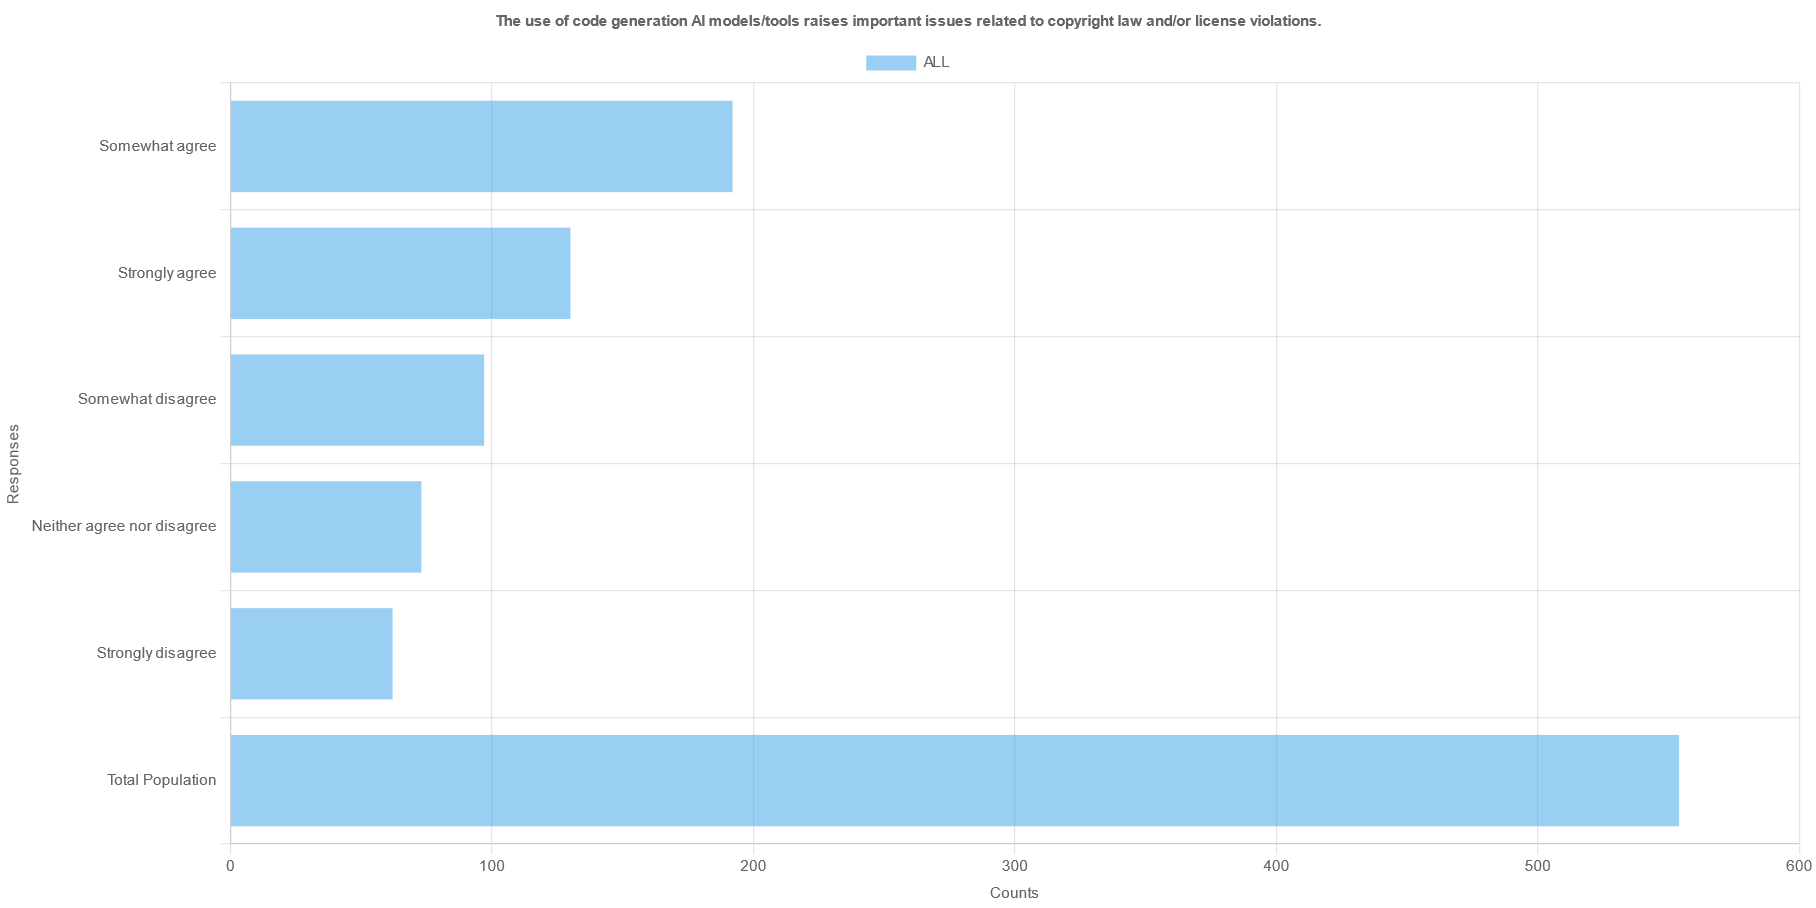 The use of code generation AI models/tools raises important issues related to copyright law and/or license violations.
ALL
Responses
Somewhat agree
Strongly agree
Somewhat disagree
Neither agree nor disagree
Strongly disagree
Total Population
0 100 200 300 400 500 600
Counts